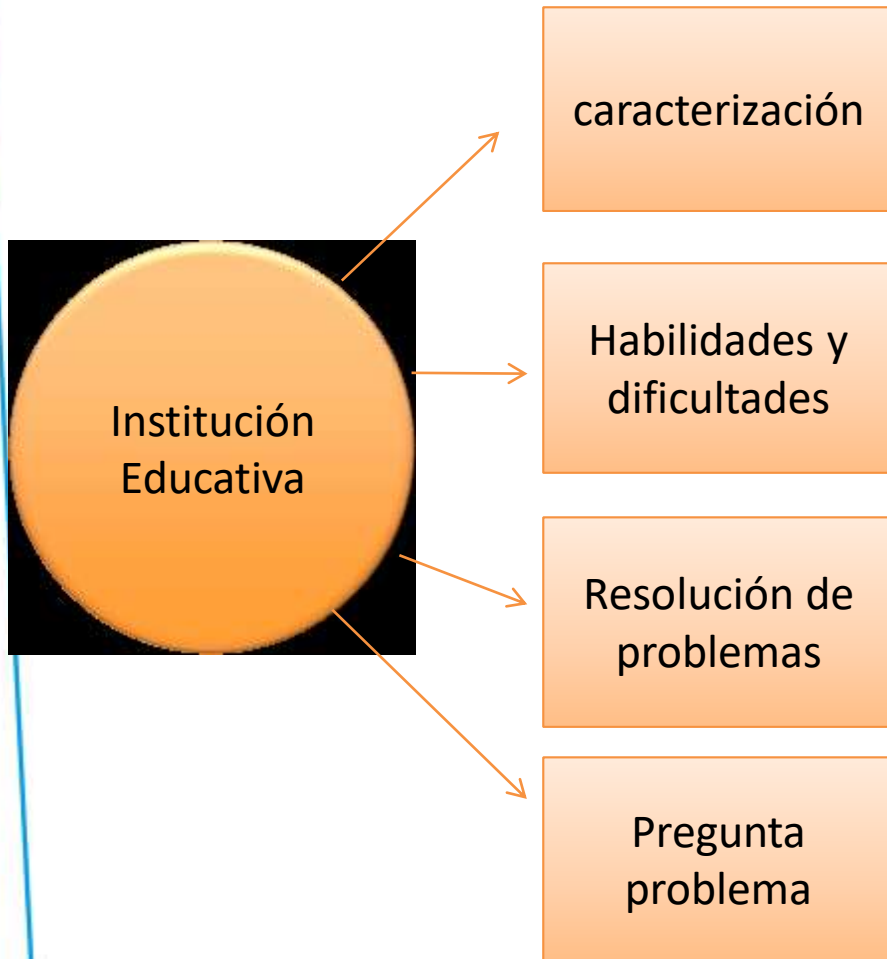 caracterización
Habilidades y
dificultades
Institución
Educativa
Resolución de
problemas
Pregunta
problema